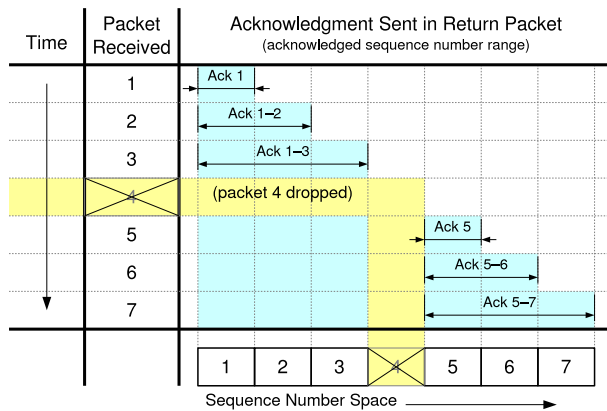 Time
Packet Received
Acknowledgment Sent in Return Packet
(acknowledged sequence number range)
1
Ack 1
2
Ack 1–2
3
Ack 1–3
4
(packet 4 dropped)
5
Ack 5
6
Ack 5–6
7
Ack 5–7
1 2 3 4 5 6 7
Sequence Number Space